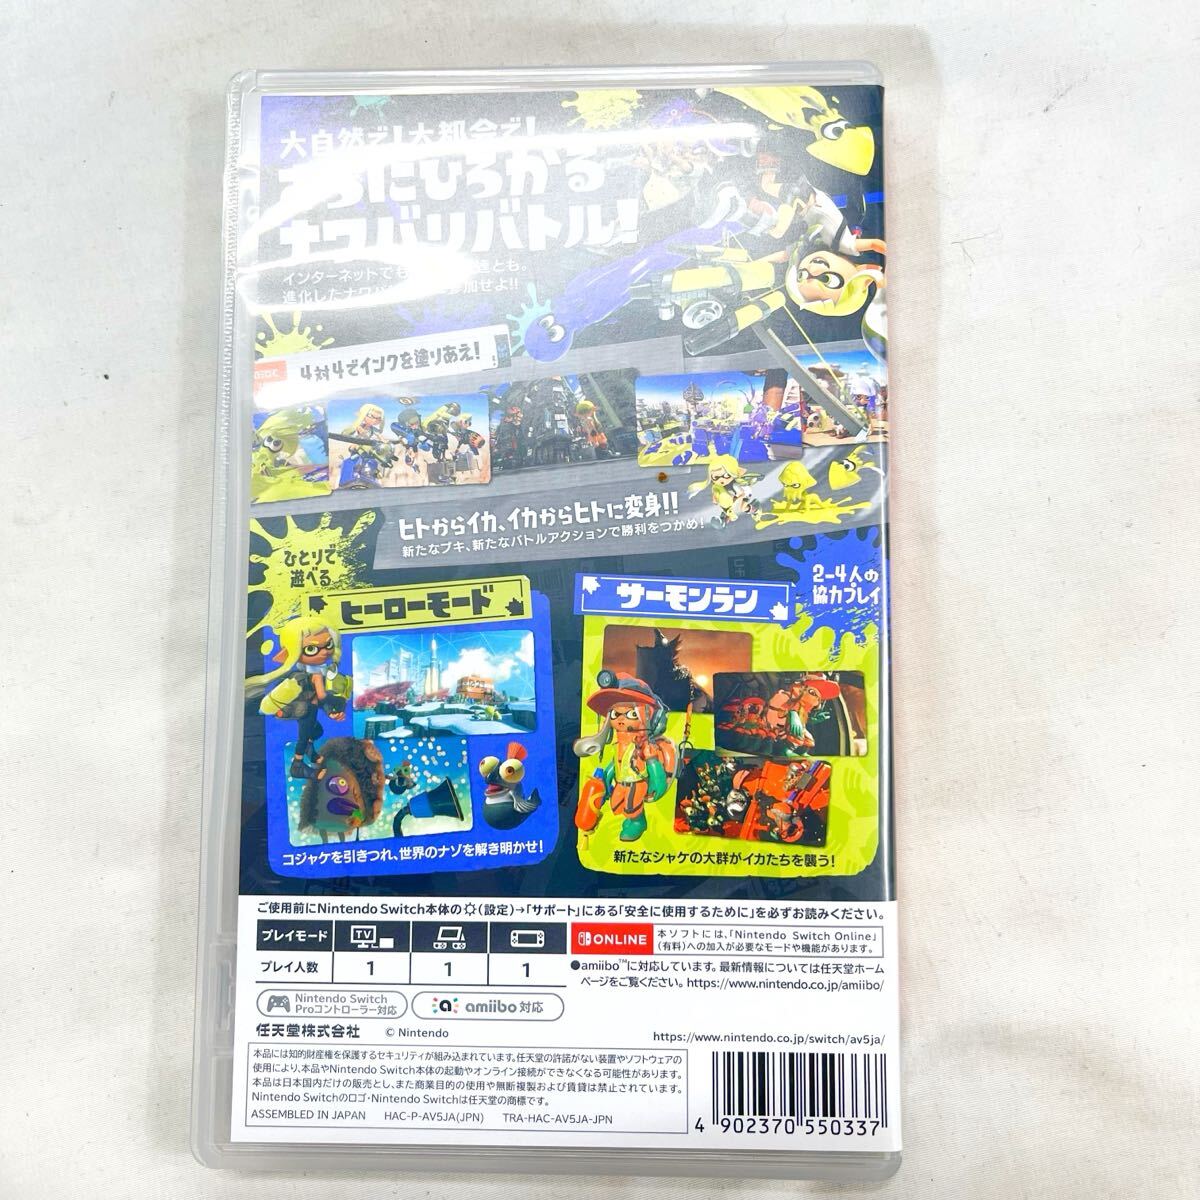 大自然で!大都会で!
さらにひろがる
ナワバリバトル!
インターネットでも
達とも。
進化したナワバ
参加せよ!!
4対4でインクを塗りあえ!
ヒトからイカ、イカからヒトに変身!!
新たなブキ、新たなバトルアクションで勝利をつかめ!
ひとりで
遊べる
ヒーローモード
コジャケを引きつれ、世界のナゾを解き明かせ!
2-4人の
協力プレイ
サーモンラン
新たなシャケの大群がイカたちを襲う!
ご使用前にNintendo Switch本体の(設定)→「サポート」にある「安全に使用するために」を必ずお読みください。
プレイモード TV
プレイ人数 1 1 1
ONLINE
本ソフトには、「Nintendo Switch Online」
(有料)への加入が必要なモードや機能があります。
●amiibo™に対応しています。最新情報については任天堂ホーム
ページをご覧ください。https://www.nintendo.co.jp/amiibo/
Nintendo Switch
Proコントローラー対応
amiibo対応
任天堂株式会社 © Nintendo
https://www.nintendo.co.jp/switch/av5ja/
本品には知的財産権を保護するセキュリティが組み込まれています。任天堂の許諾がない装置やソフトウェアの
使用により、本品やNintendo Switch本体の起動やオンライン接続ができなくなる可能性があります。
本品は日本国内だけの販売とし、また商業目的の使用や無断複製および賃貸は禁止されています。
Nintendo Switchのロゴ・Nintendo Switchは任天堂の商標です。
ASSEMBLED IN JAPAN HAC-P-AV5JA(JPN) TRA-HAC-AV5JA-JPN
4 902370 550337